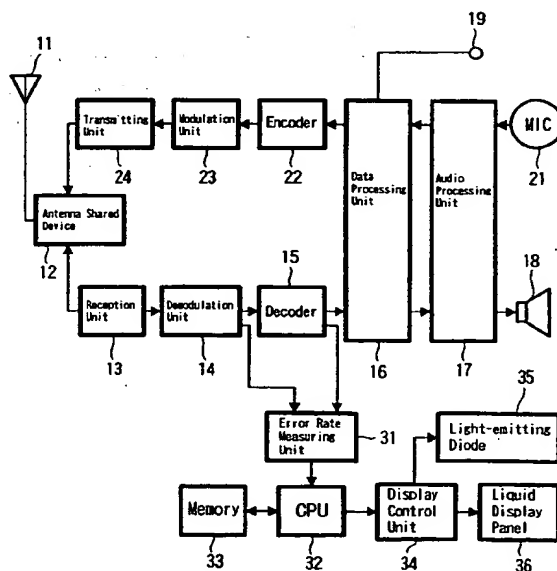 19
11
Transmitting
Unit
Modulation
Unit
Encoder
MIC
24
23
22
Data
Processing
Unit
Audio
Processing
Unit
21
Antenna Shared
Device
12
15
18
Reception
Unit
Demodulation
Unit
Decoder
13
14
16
17
35
Error Rate
Measuring
Unit
31
Light-emitting
Diode
Memory
CPU
Display
Control
Unit
Liquid
Display
Panel
33
32
34
36